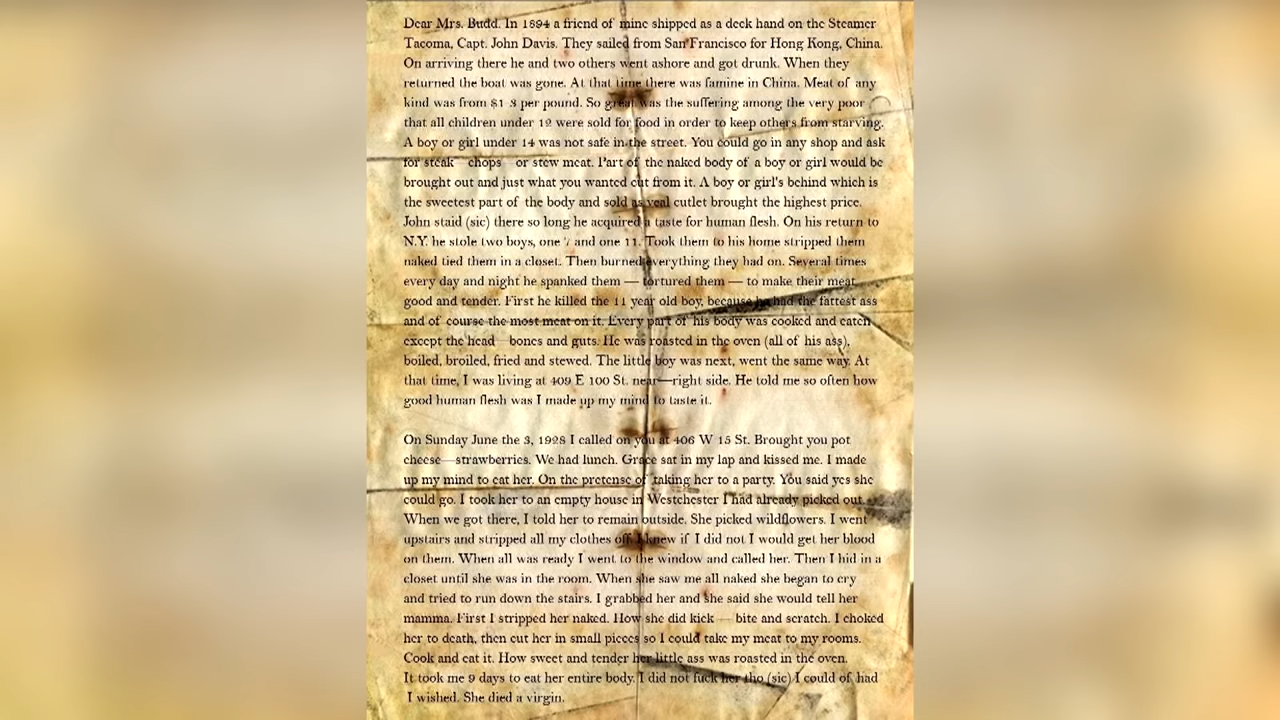 Dear Mrs. Budd. In 1894 a friend of mine shipped as a deck hand on the Steamer
Tacoma, Capt. John Davis. They sailed from San Francisco for Hong Kong, China.
On arriving there he and two others went ashore and got drunk. When they
returned the boat was gone. At that time there was famine in China. Meat of any
kind was from $1-3 per pound. So great was the suffering among the very poor
that all children under 12 were sold for food in order to keep others from starving.
A boy or girl under 14 was not safe in the street. You could go in any shop and ask
for steak—chops—or stew meat. Part of the naked body of a boy or girl would be
brought out and just what you wanted cut from it. A boy or girl's behind which is
the sweetest part of the body and sold as veal cutlet brought the highest price.
John staid (sic) there so long he acquired a taste for human flesh. On his return to
N.Y. he stole two boys, one 7 and one 11. Took them to his home stripped them
naked tied them in a closet. Then burned everything they had on. Several times
every day and night he spanked them — tortured them — to make their meat
good and tender. First he killed the 11 year old boy, because he had the fattest ass
and of course the most meat on it. Every part of his body was cooked and eaten
except the head—bones and guts. He was roasted in the oven (all of his ass),
boiled, broiled, fried and stewed. The little boy was next, went the same way. At
that time, I was living at 409 E 100 St. near—right side. He told me so often how
good human flesh was I made up my mind to taste it.
On Sunday June the 3, 1928 I called on you at 406 W 15 St. Brought you pot
cheese—strawberries. We had lunch. Grace sat in my lap and kissed me. I made
up my mind to eat her. On the pretense of taking her to a party. You said yes she
could go. I took her to an empty house in Westchester I had already picked out.
When we got there, I told her to remain outside. She picked wildflowers. I went
upstairs and stripped all my clothes off. I knew if I did not I would get her blood
on them. When all was ready I went to the window and called her. Then I hid in a
closet until she was in the room. When she saw me all naked she began to cry
and tried to run down the stairs. I grabbed her and she said she would tell her
mamma. First I stripped her naked. How she did kick — bite and scratch. I choked
her to death, then cut her in small pieces so I could take my meat to my rooms.
Cook and eat it. How sweet and tender her little ass was roasted in the oven.
It took me 9 days to eat her entire body. I did not fuck her tho (sic) I could of had
I wished. She died a virgin.